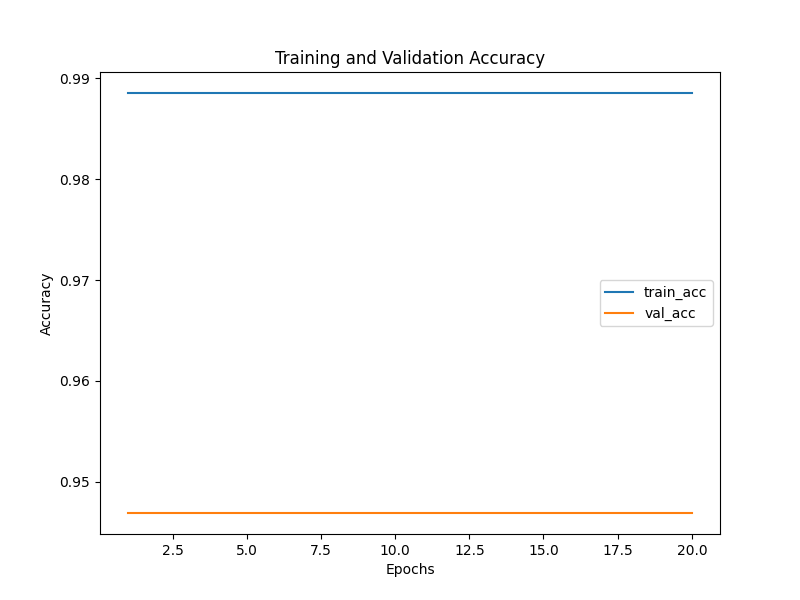 Training and Validation Accuracy
0.99
0.98
0.97
0.96
0.95
Accuracy
train_acc
val_acc
2.5
5.0
7.5
10.0
12.5
15.0
17.5
20.0
Epochs